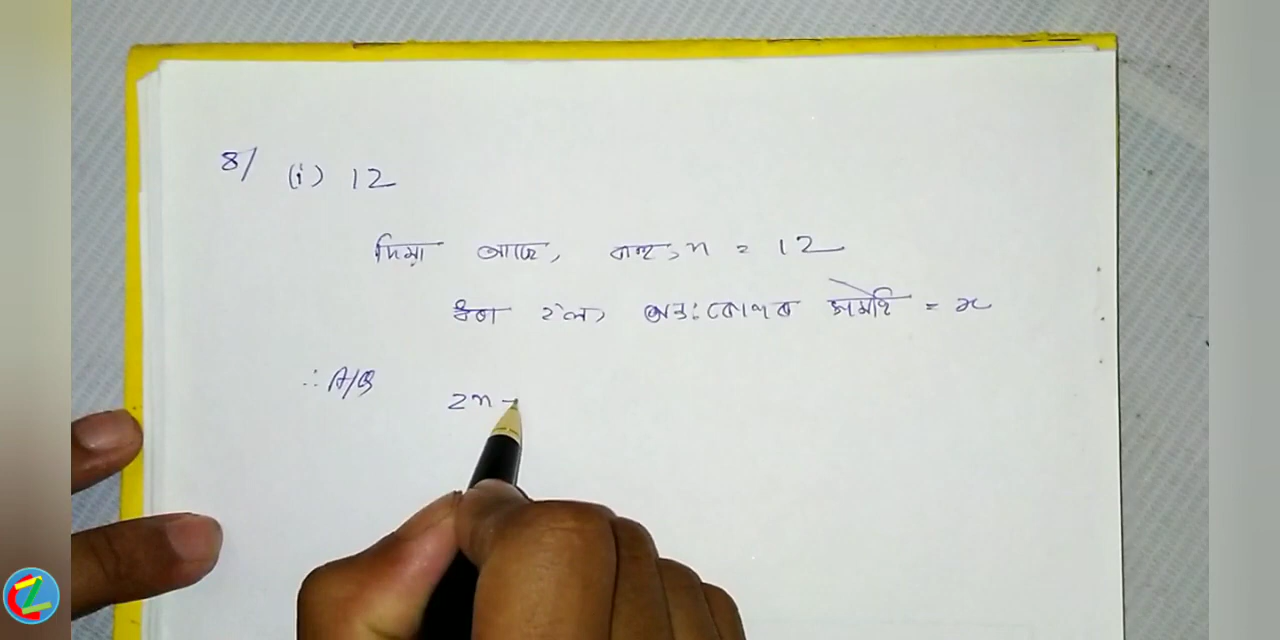 8/ (i) 12
দিয়া আছে, বাহু, n = 12
ধৰা হ'ল, অন্ত:কোণৰ সমষ্টি = x
∴ A/Q
2n -